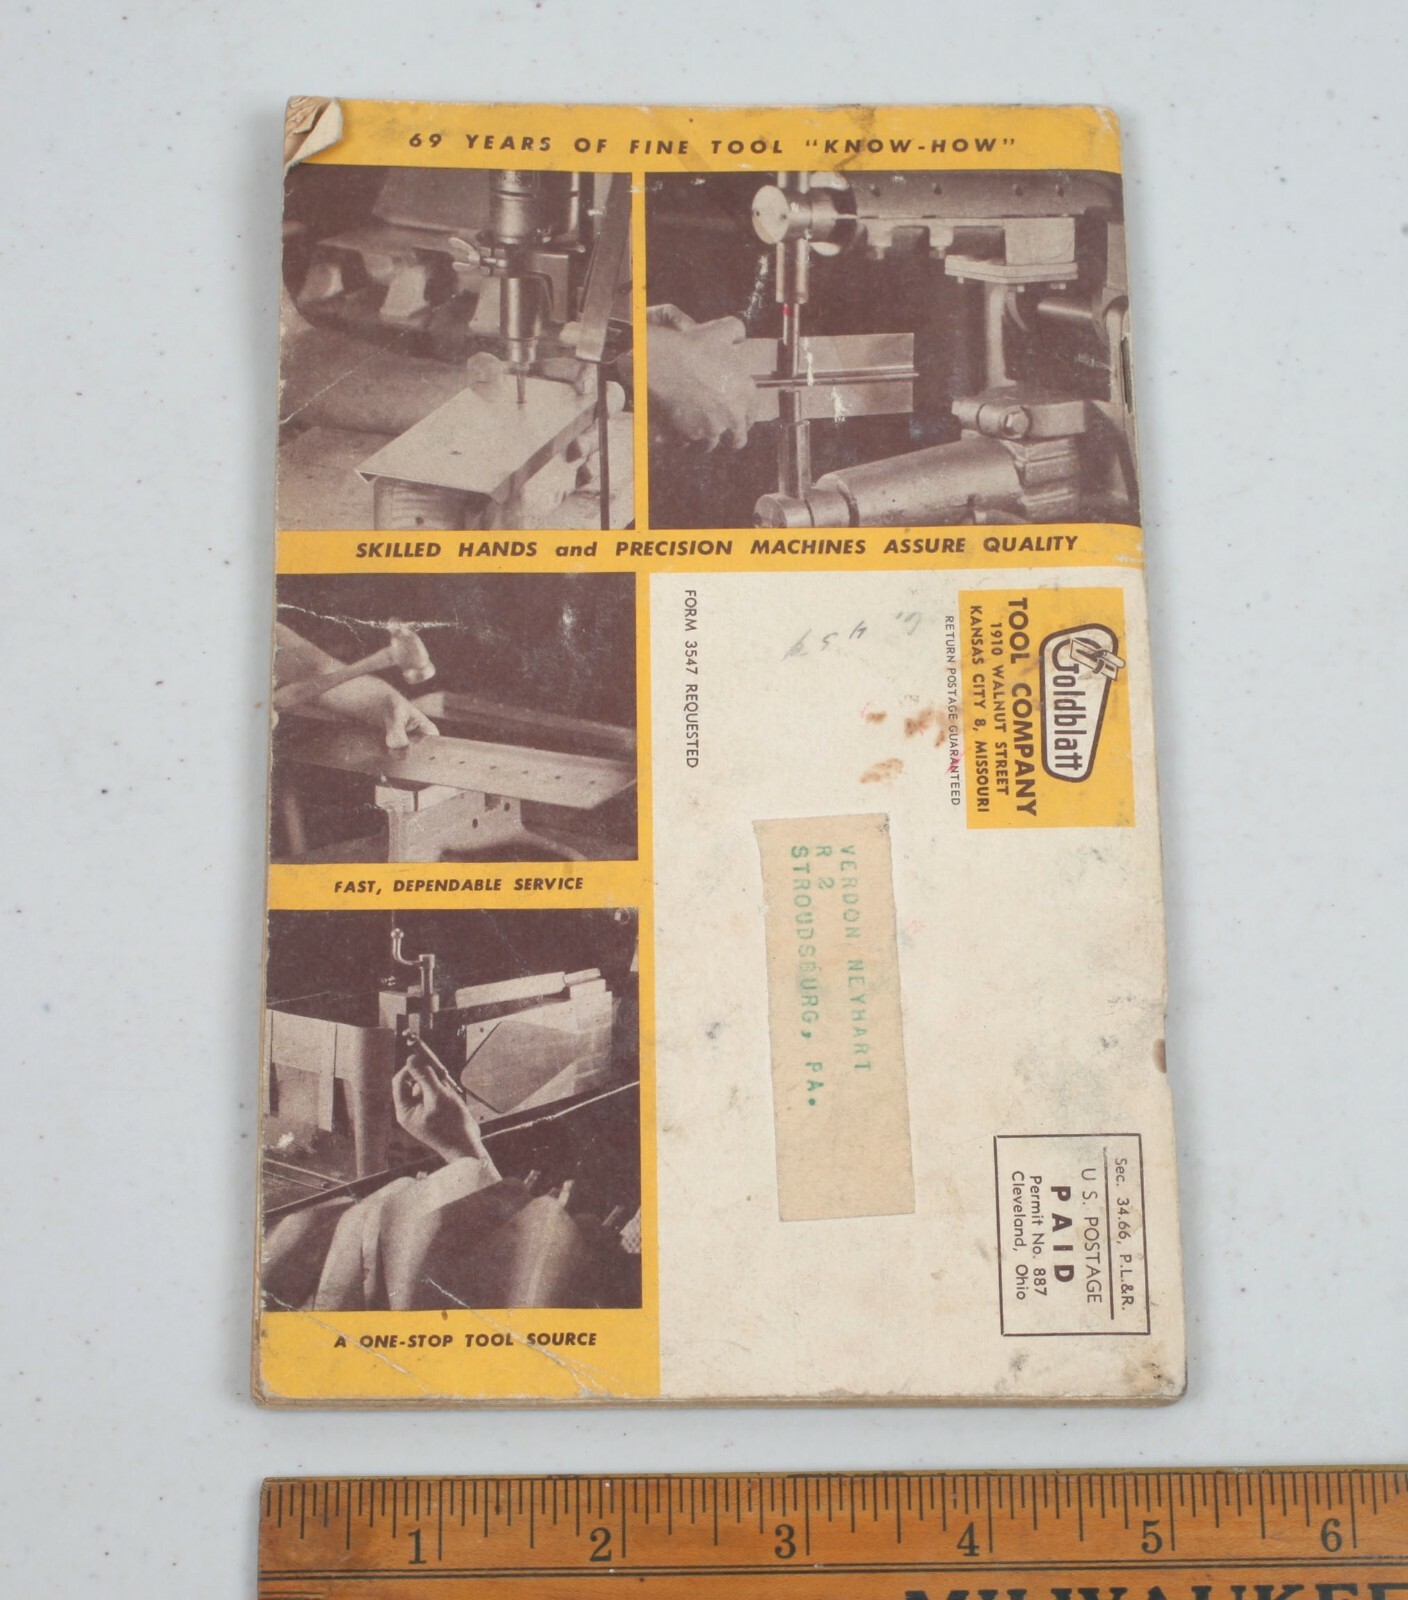 69 YEARS OF FINE TOOL "KNOW-HOW"
SKILLED HANDS and PRECISION MACHINES ASSURE QUALITY
FAST, DEPENDABLE SERVICE
A ONE-STOP TOOL SOURCE
Goldblatt
TOOL COMPANY
1910 WALNUT STREET
KANSAS CITY 8, MISSOURI
RETURN POSTAGE GUARANTEED
Sec. 34.66, P.L.&R.
U.S. POSTAGE
PAID
Permit No. 887
Cleveland, Ohio
VERDON NEYHART
R 2
STROUDSBURG, PA.
FORM 3547 REQUESTED
1 2 3 4 5 6